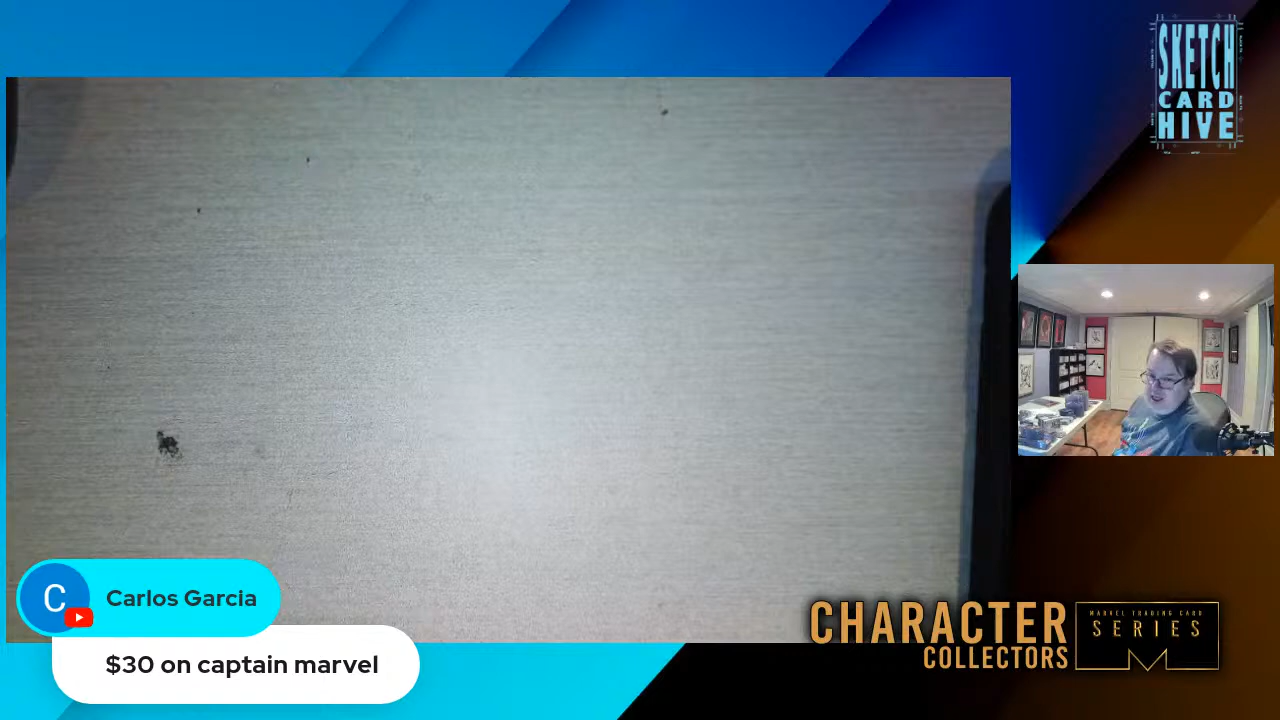 SKETCH
CARD
HIVE
C
Carlos Garcia
$30 on captain marvel
CHARACTER
COLLECTORS
MARVEL TRADING CARD
SERIES